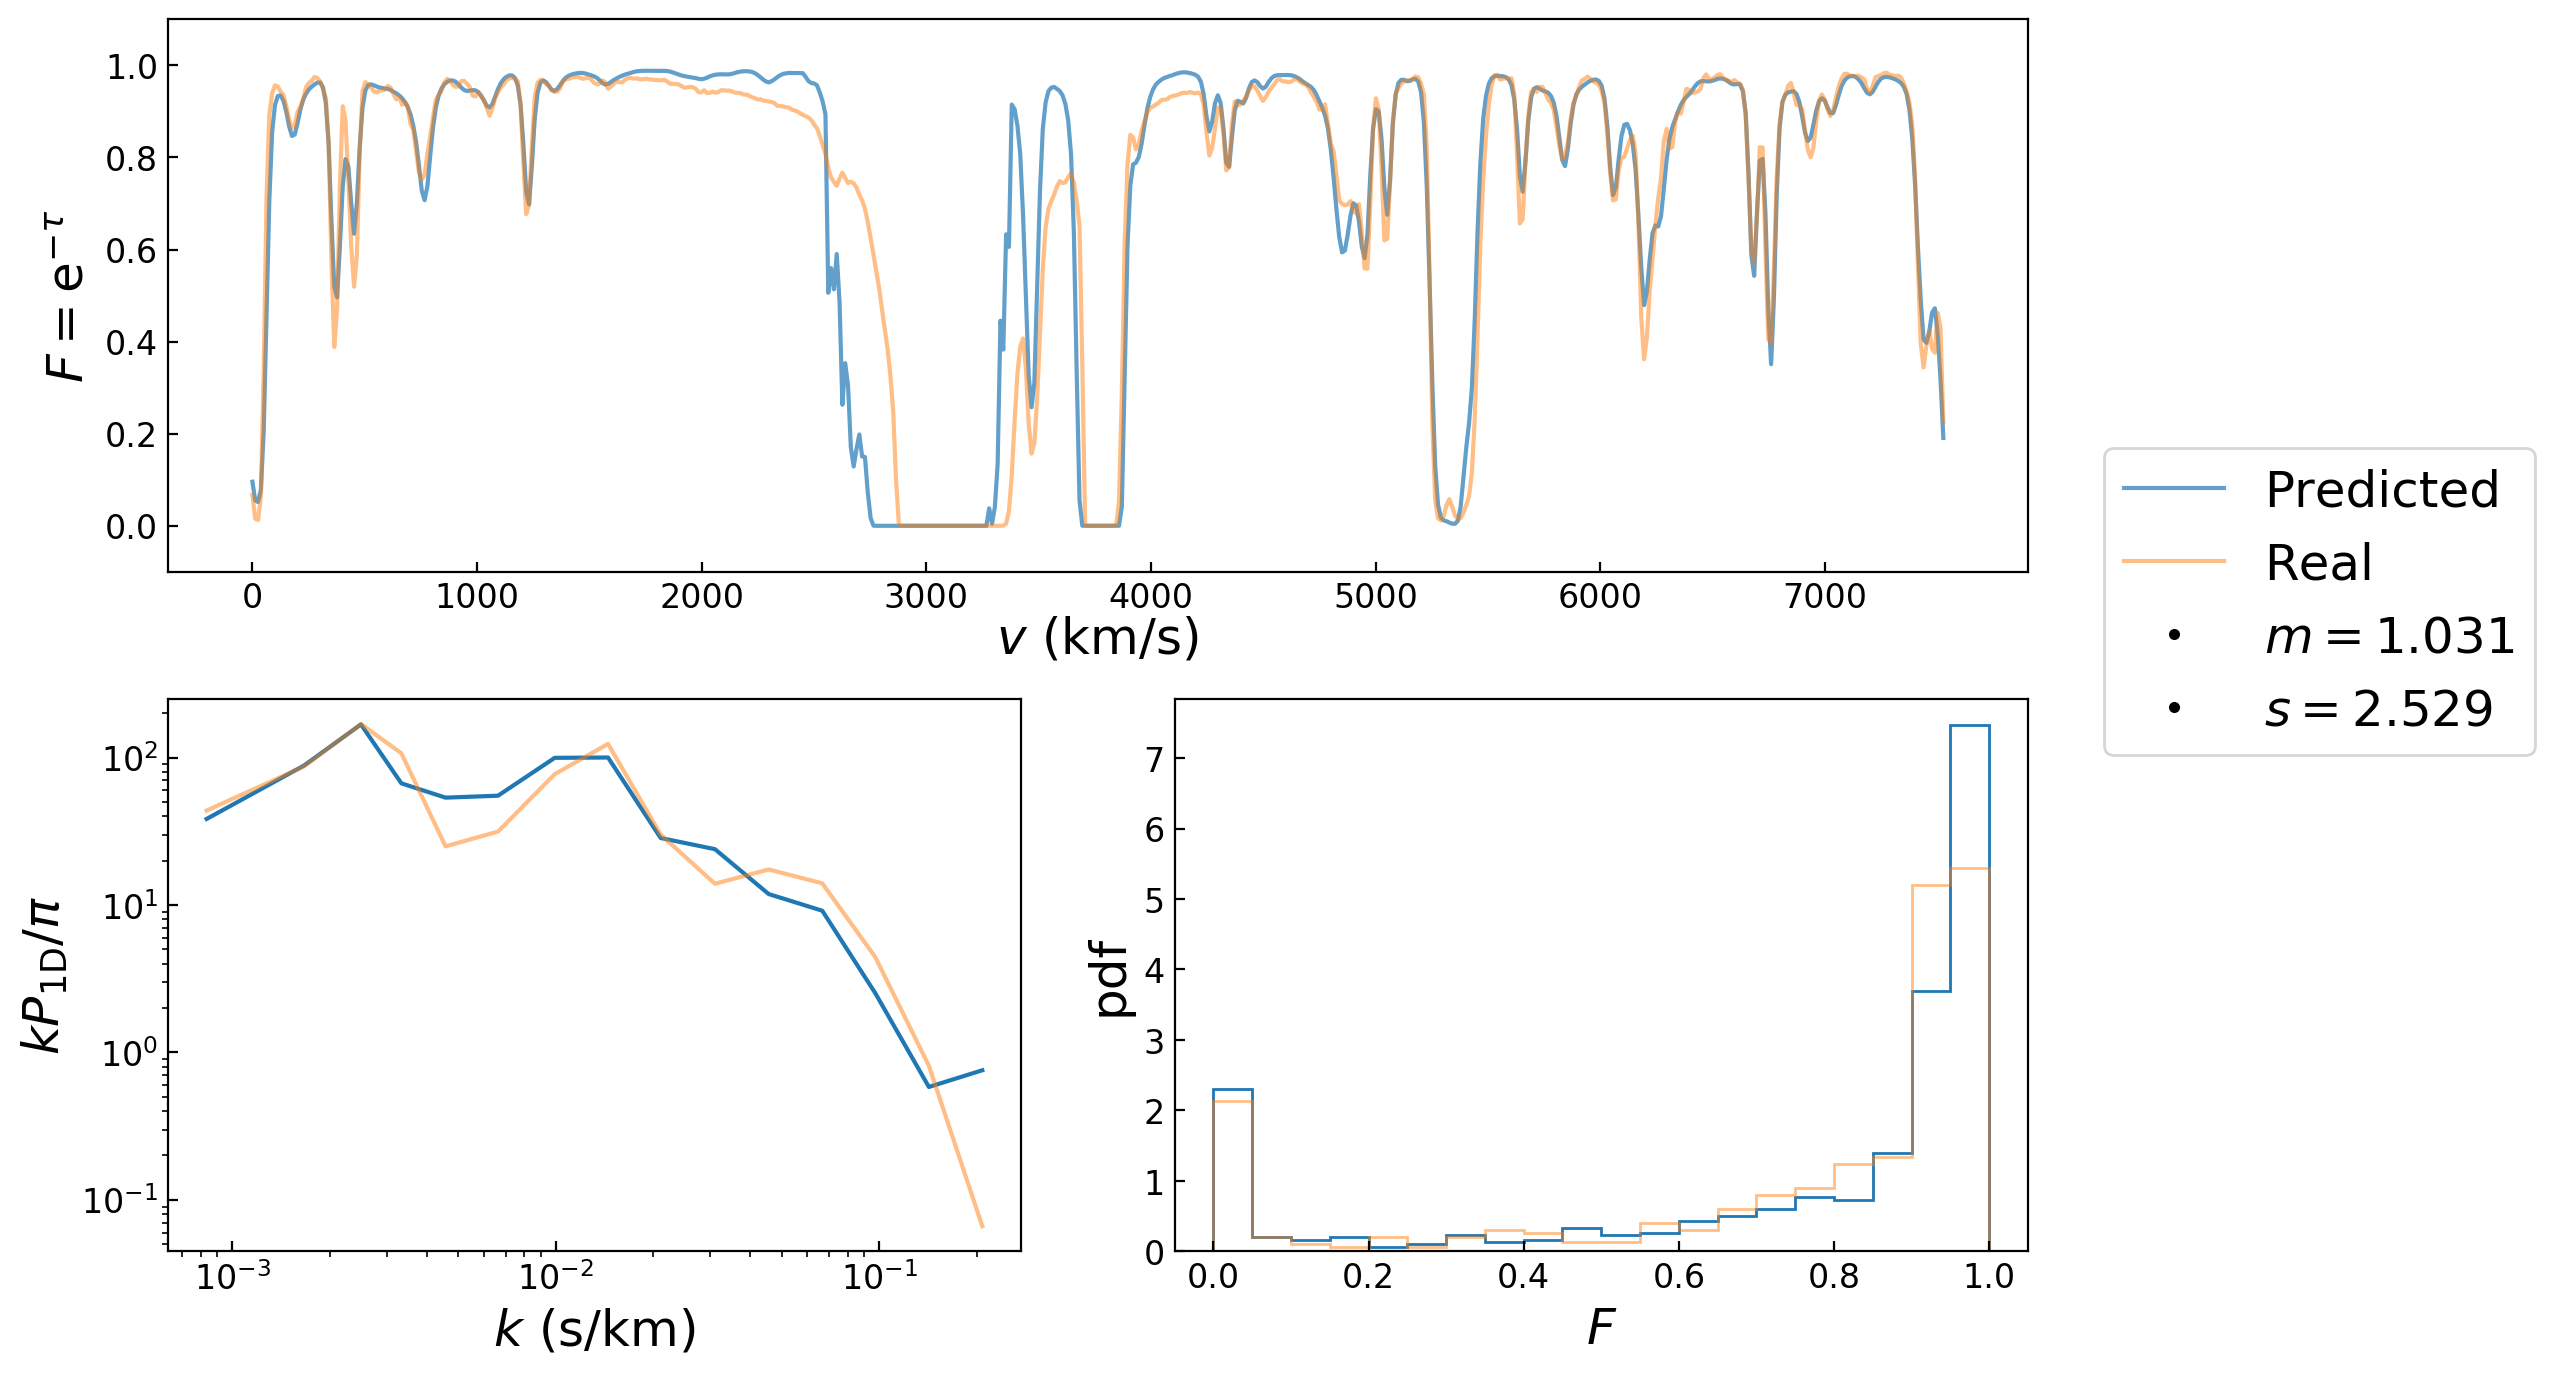 1.0
0.8
0.6
0.4
0.2
0.0
F = e^{-τ}
0 1000 2000 3000 4000 5000 6000 7000
v (km/s)
Predicted
Real
m = 1.031
s = 2.529
10^2
10^1
10^0
10^{-1}
kP_{1D}/π
10^{-3} 10^{-2} 10^{-1}
k (s/km)
7
6
5
4
3
2
1
0
pdf
0.0 0.2 0.4 0.6 0.8 1.0
F